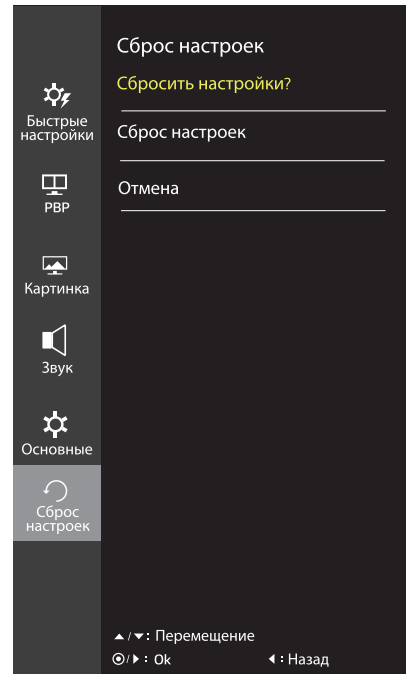 Быстрые
настройки
PBP
Картинка
Звук
Основные
Сброс
настроек
Сброс настроек
Сбросить настройки?
Сброс настроек
Отмена
▲/▼: Перемещение
◉/▶ : Ok ◀ : Назад